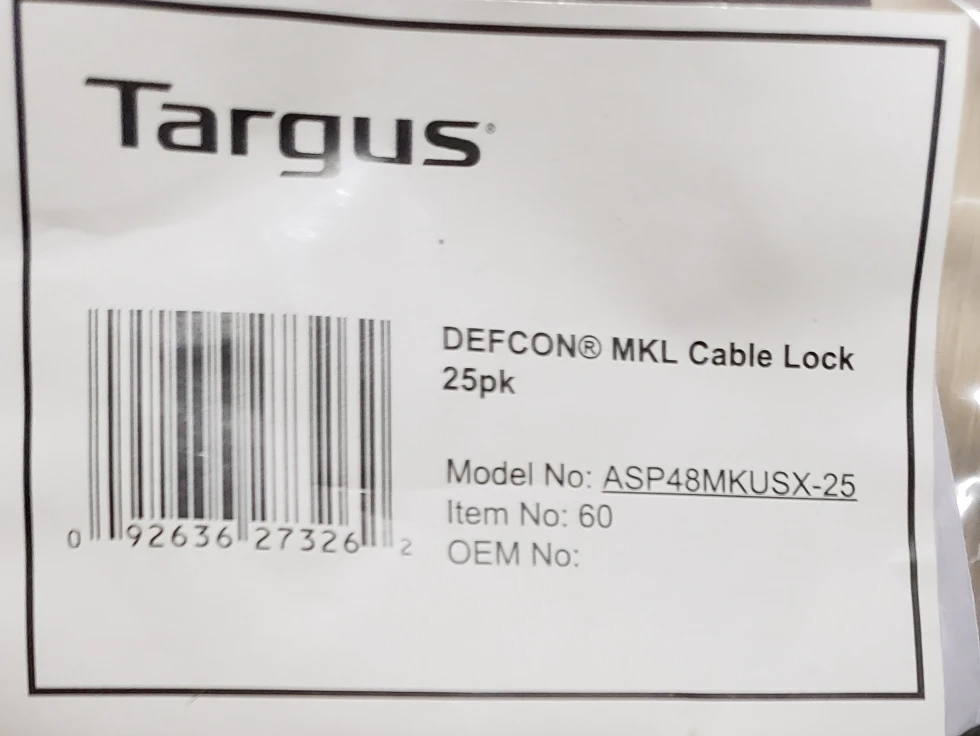 Targus®
DEFCON® MKL Cable Lock
25pk
Model No: ASP48MKUSX-25
Item No: 60
OEM No:
0 92636 27326 2